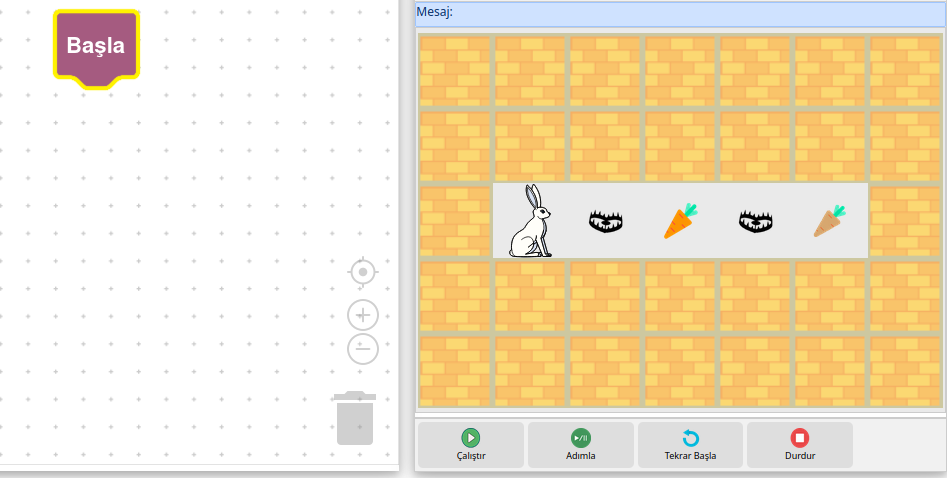 Başla
Mesaj:
Çalıştır
Adımla
Tekrar Başla
Durdur